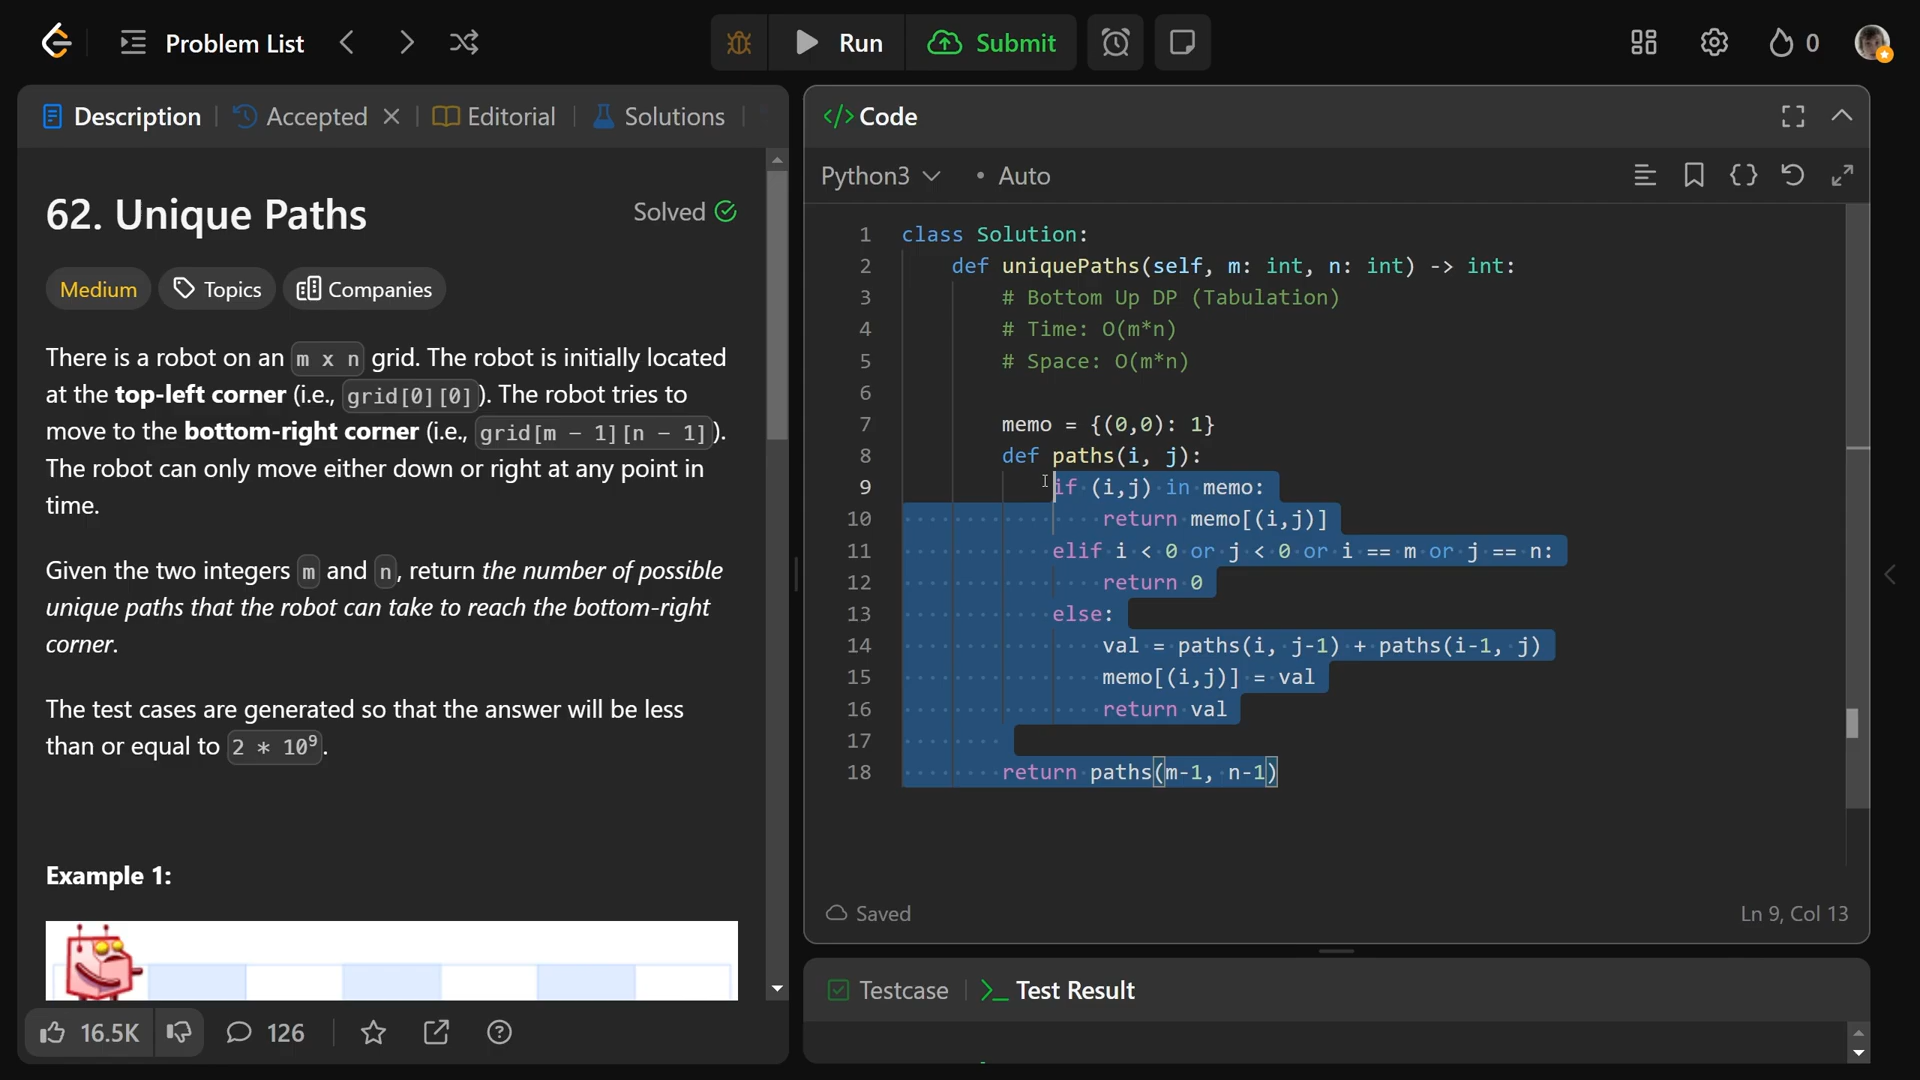 Problem List
Run
Submit
0
Description
Accepted
Editorial
Solutions
62. Unique Paths
Solved
Medium
Topics
Companies
There is a robot on an m x n grid. The robot is initially located
at the top-left corner (i.e., grid[0][0]). The robot tries to
move to the bottom-right corner (i.e., grid[m - 1][n - 1]).
The robot can only move either down or right at any point in
time.
Given the two integers m and n, return the number of possible
unique paths that the robot can take to reach the bottom-right
corner.
The test cases are generated so that the answer will be less
than or equal to 2 * 10⁹.
Example 1:
16.5K
126
</> Code
Python3
• Auto
1 class Solution:
2 def uniquePaths(self, m: int, n: int) -> int:
3 # Bottom Up DP (Tabulation)
4 # Time: O(m*n)
5 # Space: O(m*n)
6
7 memo = {(0,0): 1}
8 def paths(i, j):
9 if (i,j) in memo:
10 return memo[(i,j)]
11 elif i < 0 or j < 0 or i == m or j == n:
12 return 0
13 else:
14 val = paths(i, j-1) + paths(i-1, j)
15 memo[(i,j)] = val
16 return val
17
18 return paths(m-1, n-1)
Saved
Ln 9, Col 13
Testcase
Test Result